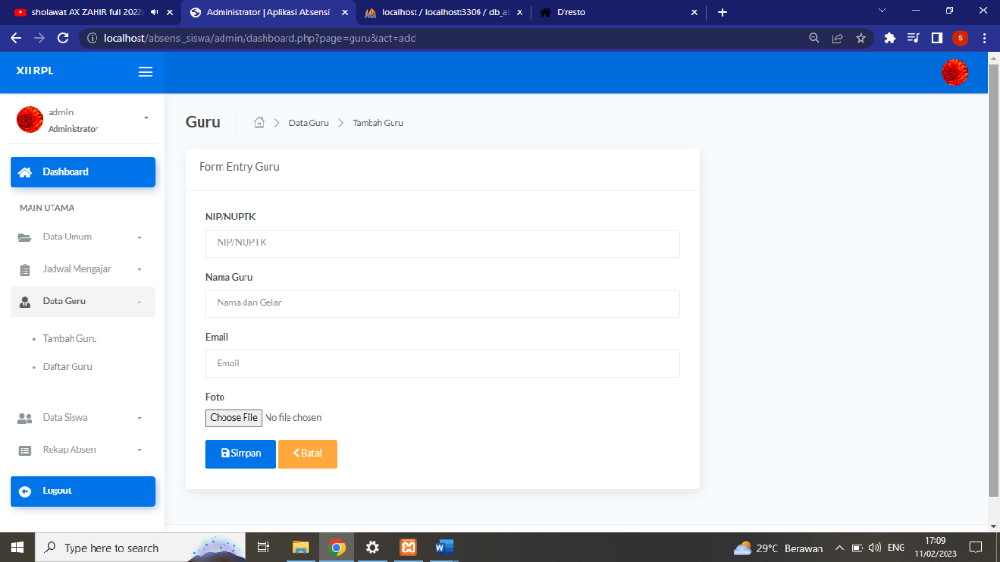 sholawat AX ZAHIR full 2022
Administrator | Aplikasi Absensi
localhost / localhost:3306 / db_a
D'resto
localhost/absensi_siswa/admin/dashboard.php?page=guru&act=add
s
XII RPL
admin
Administrator
Dashboard
MAIN UTAMA
Data Umum
Jadwal Mengajar
Data Guru
Tambah Guru
Daftar Guru
Data Siswa
Rekap Absen
Logout
Guru
Data Guru
Tambah Guru
Form Entry Guru
NIP/NUPTK
NIP/NUPTK
Nama Guru
Nama dan Gelar
Email
Email
Foto
Choose File No file chosen
Simpan
Batal
Type here to search
29°C Berawan
ENG
17:09
11/02/2023